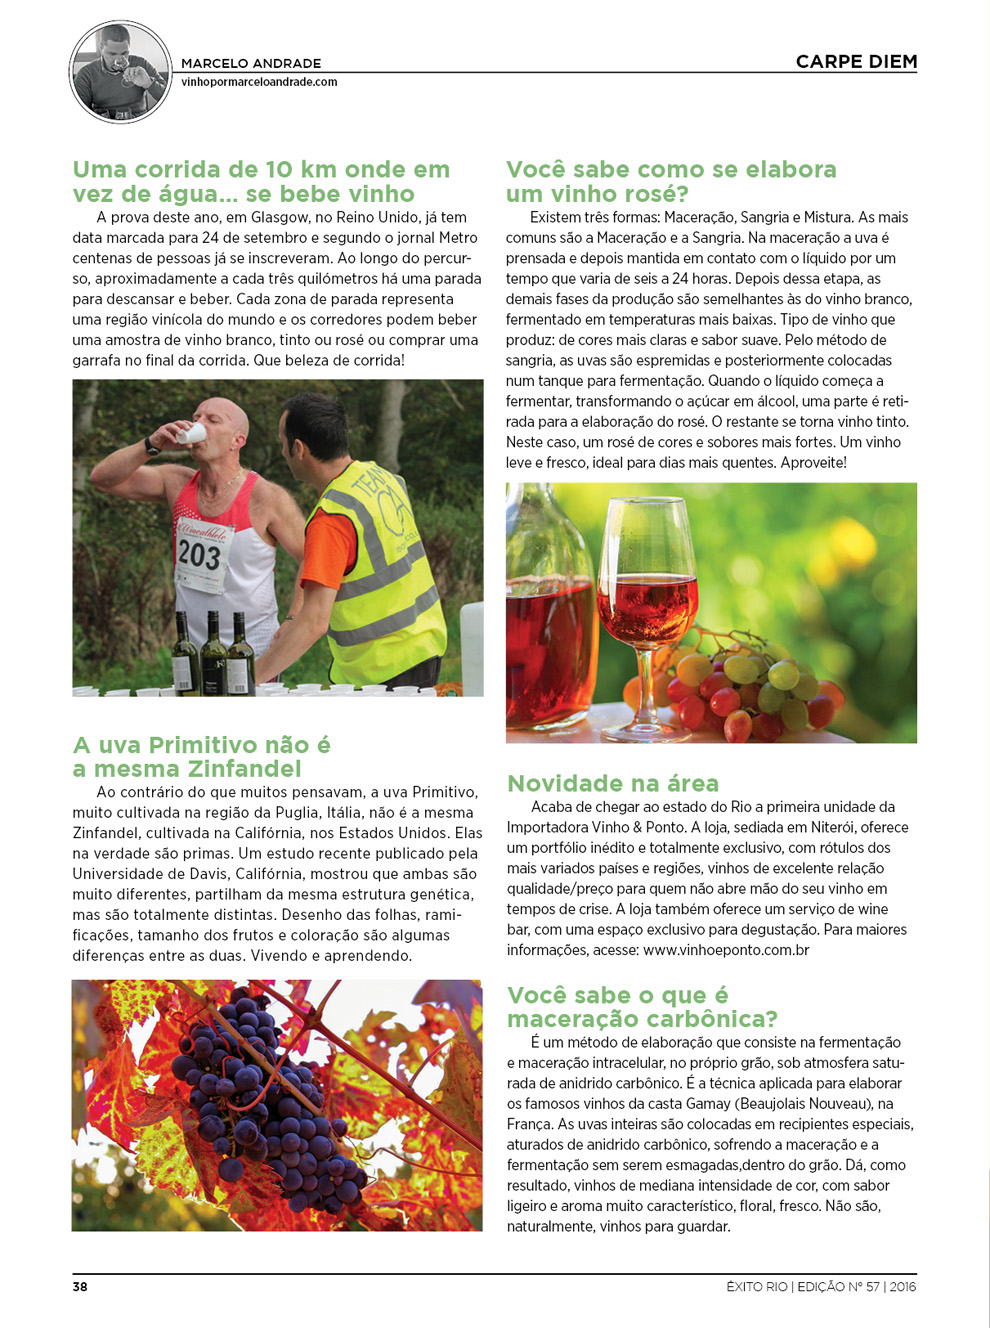 MARCELO ANDRADE
vinhopormarceloandrade.com
CARPE DIEM
Uma corrida de 10 km onde em
vez de água... se bebe vinho
A prova deste ano, em Glasgow, no Reino Unido, já tem
data marcada para 24 de setembro e segundo o jornal Metro
centenas de pessoas já se inscreveram. Ao longo do percur-
so, aproximadamente a cada três quilómetros há uma parada
para descansar e beber. Cada zona de parada representa
uma região vinícola do mundo e os corredores podem beber
uma amostra de vinho branco, tinto ou rosé ou comprar uma
garrafa no final da corrida. Que beleza de corrida!
Wineathlon
203
TEAM
A uva Primitivo não é
a mesma Zinfandel
Ao contrário do que muitos pensavam, a uva Primitivo,
muito cultivada na região da Puglia, Itália, não é a mesma
Zinfandel, cultivada na Califórnia, nos Estados Unidos. Elas
na verdade são primas. Um estudo recente publicado pela
Universidade de Davis, Califórnia, mostrou que ambas são
muito diferentes, partilham da mesma estrutura genética,
mas são totalmente distintas. Desenho das folhas, rami-
ficações, tamanho dos frutos e coloração são algumas
diferenças entre as duas. Vivendo e aprendendo.
Você sabe como se elabora
um vinho rosé?
Existem três formas: Maceração, Sangria e Mistura. As mais
comuns são a Maceração e a Sangria. Na maceração a uva é
prensada e depois mantida em contato com o líquido por um
tempo que varia de seis a 24 horas. Depois dessa etapa, as
demais fases da produção são semelhantes às do vinho branco,
fermentado em temperaturas mais baixas. Tipo de vinho que
produz: de cores mais claras e sabor suave. Pelo método de
sangria, as uvas são espremidas e posteriormente colocadas
num tanque para fermentação. Quando o líquido começa a
fermentar, transformando o açúcar em álcool, uma parte é reti-
rada para a elaboração do rosé. O restante se torna vinho tinto.
Neste caso, um rosé de cores e sobores mais fortes. Um vinho
leve e fresco, ideal para dias mais quentes. Aproveite!
Novidade na área
Acaba de chegar ao estado do Rio a primeira unidade da
Importadora Vinho & Ponto. A loja, sediada em Niterói, oferece
um portfólio inédito e totalmente exclusivo, com rótulos dos
mais variados países e regiões, vinhos de excelente relação
qualidade/preço para quem não abre mão do seu vinho em
tempos de crise. A loja também oferece um serviço de wine
bar, com uma espaço exclusivo para degustação. Para maiores
informações, acesse: www.vinhoeponto.com.br
Você sabe o que é
maceração carbônica?
É um método de elaboração que consiste na fermentação
e maceração intracelular, no próprio grão, sob atmosfera satu-
rada de anidrido carbônico. É a técnica aplicada para elaborar
os famosos vinhos da casta Gamay (Beaujolais Nouveau), na
França. As uvas inteiras são colocadas em recipientes especiais,
aturados de anidrido carbônico, sofrendo a maceração e a
fermentação sem serem esmagadas,dentro do grão. Dá, como
resultado, vinhos de mediana intensidade de cor, com sabor
ligeiro e aroma muito característico, floral, fresco. Não são,
naturalmente, vinhos para guardar.
38
ÊXITO RIO | EDIÇÃO Nº 57 | 2016